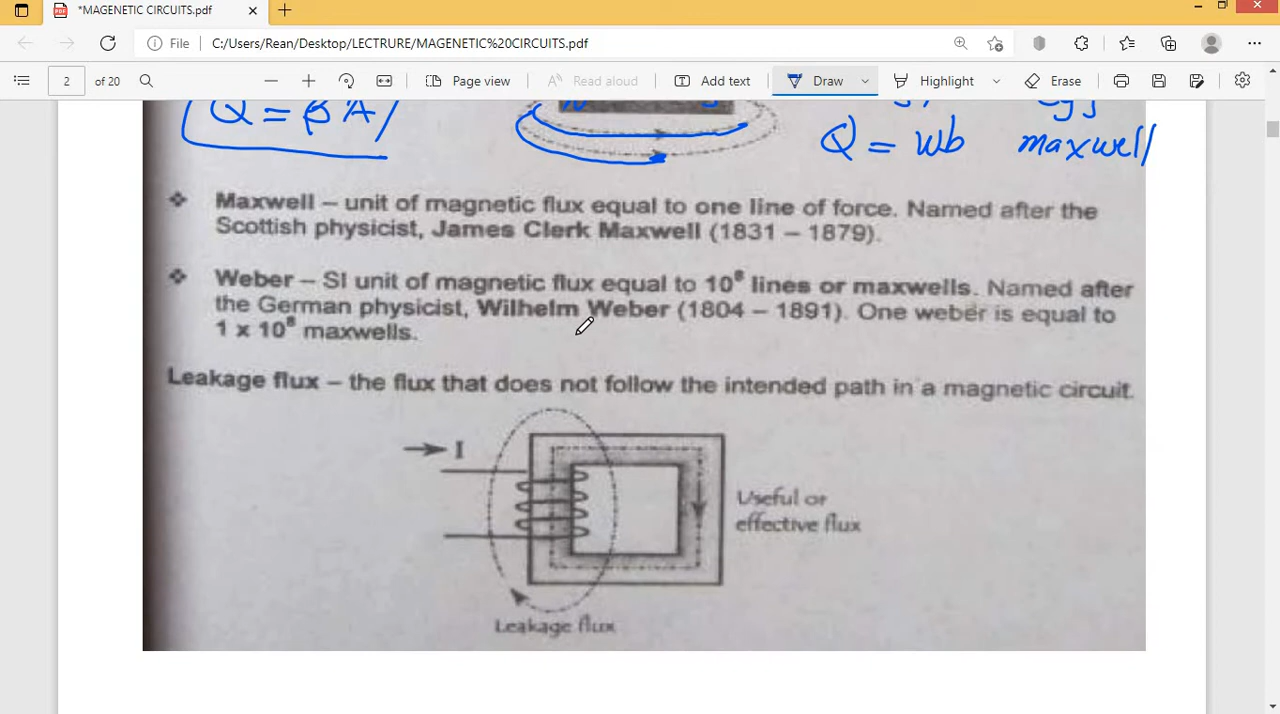 *MAGENETIC CIRCUITS.pdf
File C:/Users/Rean/Desktop/LECTRURE/MAGENETIC%20CIRCUITS.pdf
2 of 20 Page view Read aloud Add text Draw Highlight Erase
Q = βA
Q = Wb maxwell
❖ Maxwell – unit of magnetic flux equal to one line of force. Named after the
Scottish physicist, James Clerk Maxwell (1831 – 1879).
❖ Weber – SI unit of magnetic flux equal to 10⁸ lines or maxwells. Named after
the German physicist, Wilhelm Weber (1804 – 1891). One weber is equal to
1 x 10⁸ maxwells.
Leakage flux – the flux that does not follow the intended path in a magnetic circuit.
I
Useful or
effective flux
Leakage flux